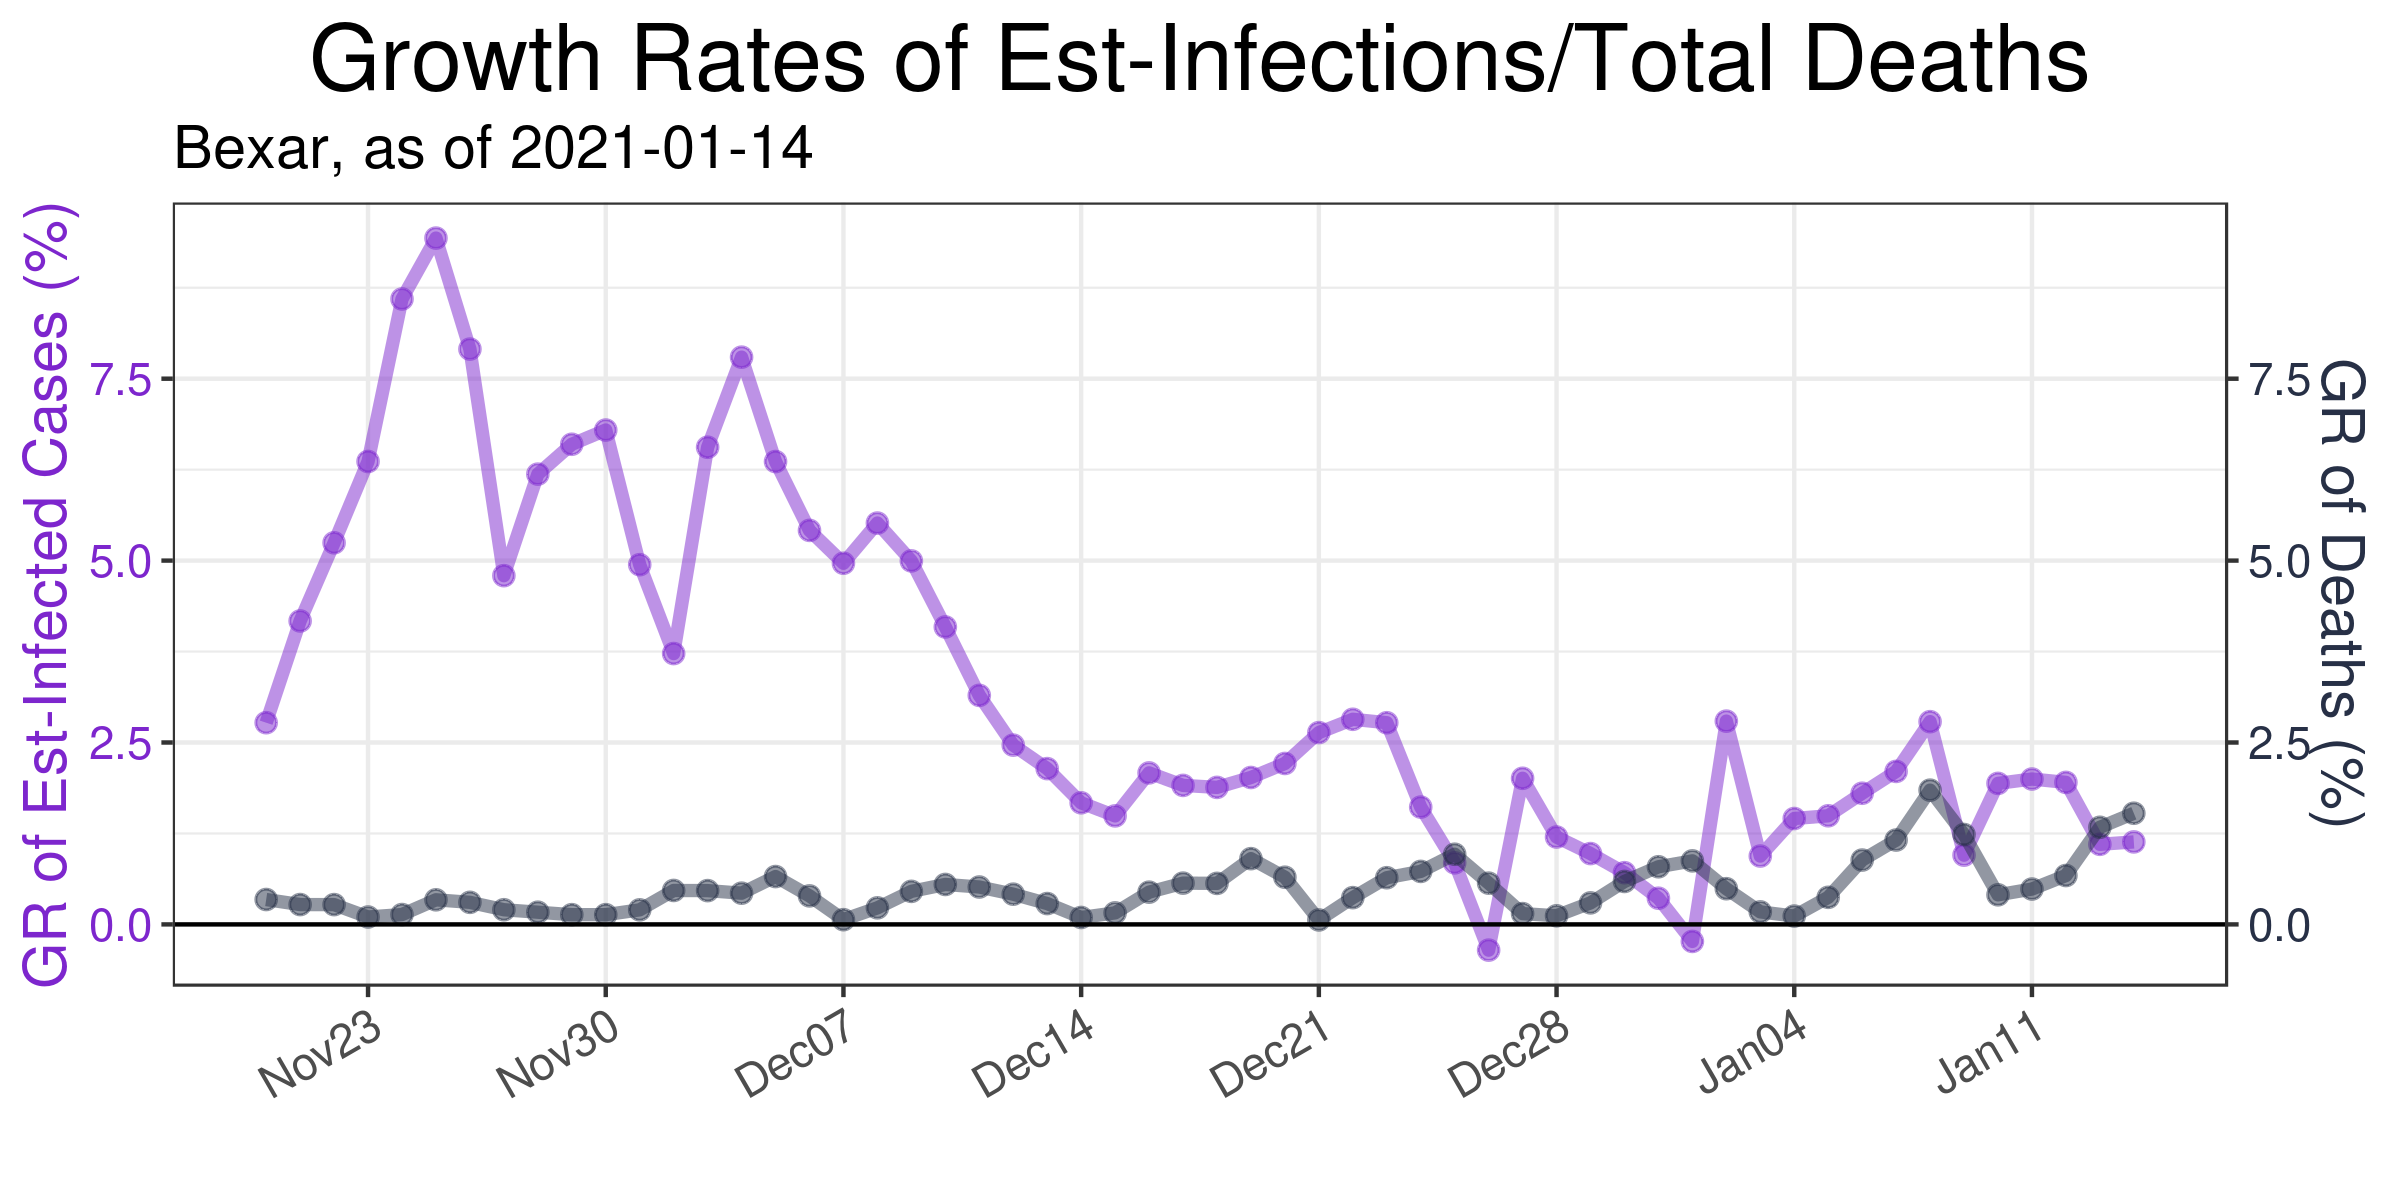 Growth Rates of Est-Infections/Total Deaths
Bexar, as of 2021-01-14
GR of Est-Infected Cases (%)
7.5
5.0
2.5
0.0
7.5
5.0
2.5
0.0
GR of Deaths (%)
Nov23
Nov30
Dec07
Dec14
Dec21
Dec28
Jan04
Jan11